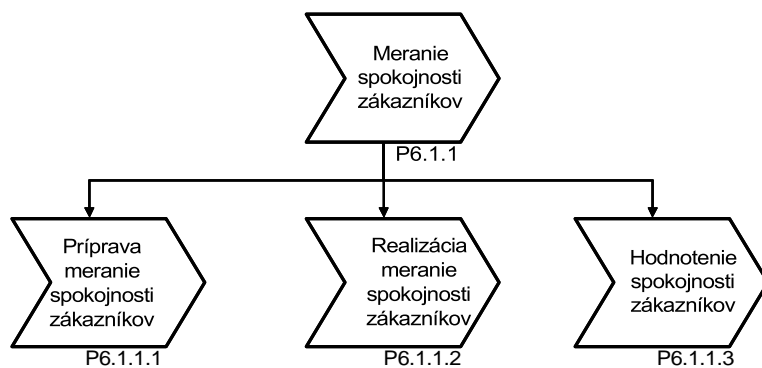 Meranie
spokojnosti
zákazníkov
P6.1.1
Príprava
meranie
spokojnosti
zákazníkov
P6.1.1.1
Realizácia
meranie
spokojnosti
zákazníkov
P6.1.1.2
Hodnotenie
spokojnosti
zákazníkov
P6.1.1.3